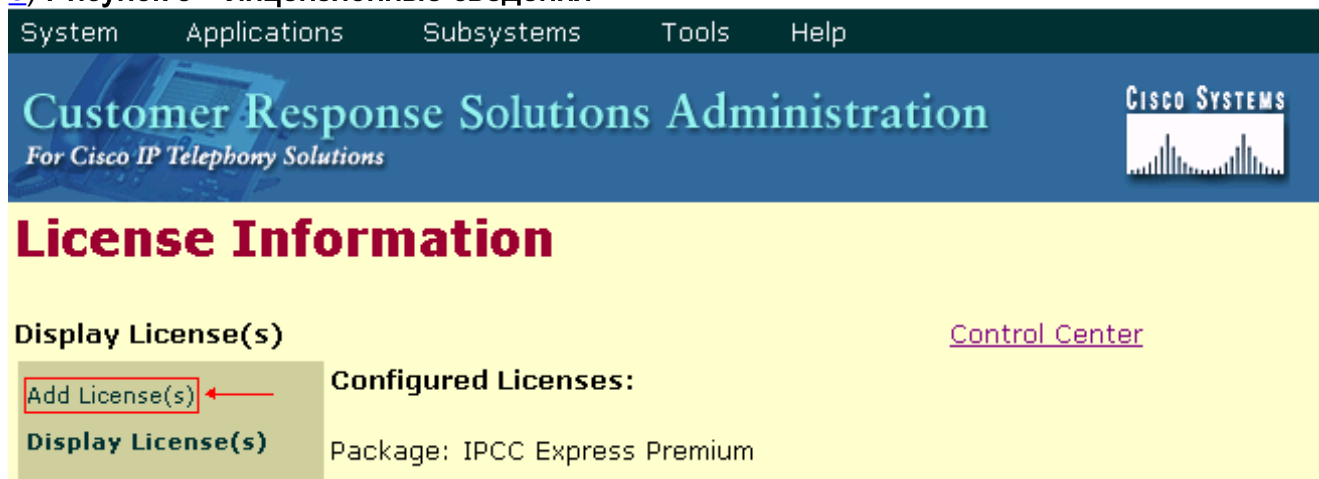 System Applications Subsystems Tools Help
Customer Response Solutions Administration
For Cisco IP Telephony Solutions
CISCO SYSTEMS
License Information
Display License(s) Control Center
Add License(s)
Configured Licenses:
Display License(s)
Package: IPCC Express Premium